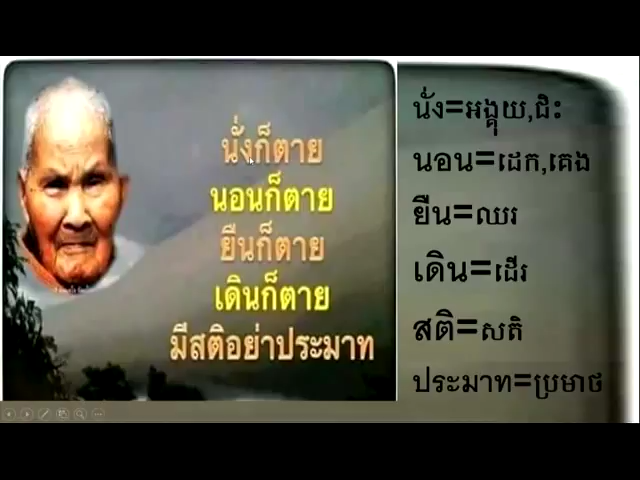 นั่งก็ตาย
นอนก็ตาย
ยืนก็ตาย
เดินก็ตาย
มีสติอย่าประมาท
นั่ง=អង្គុយ,ជិះ
นอน=ដេក,គេង
ยืน=ឈរ
เดิน=ដើរ
สติ=សតិ
ประมาท=ប្រមាថ